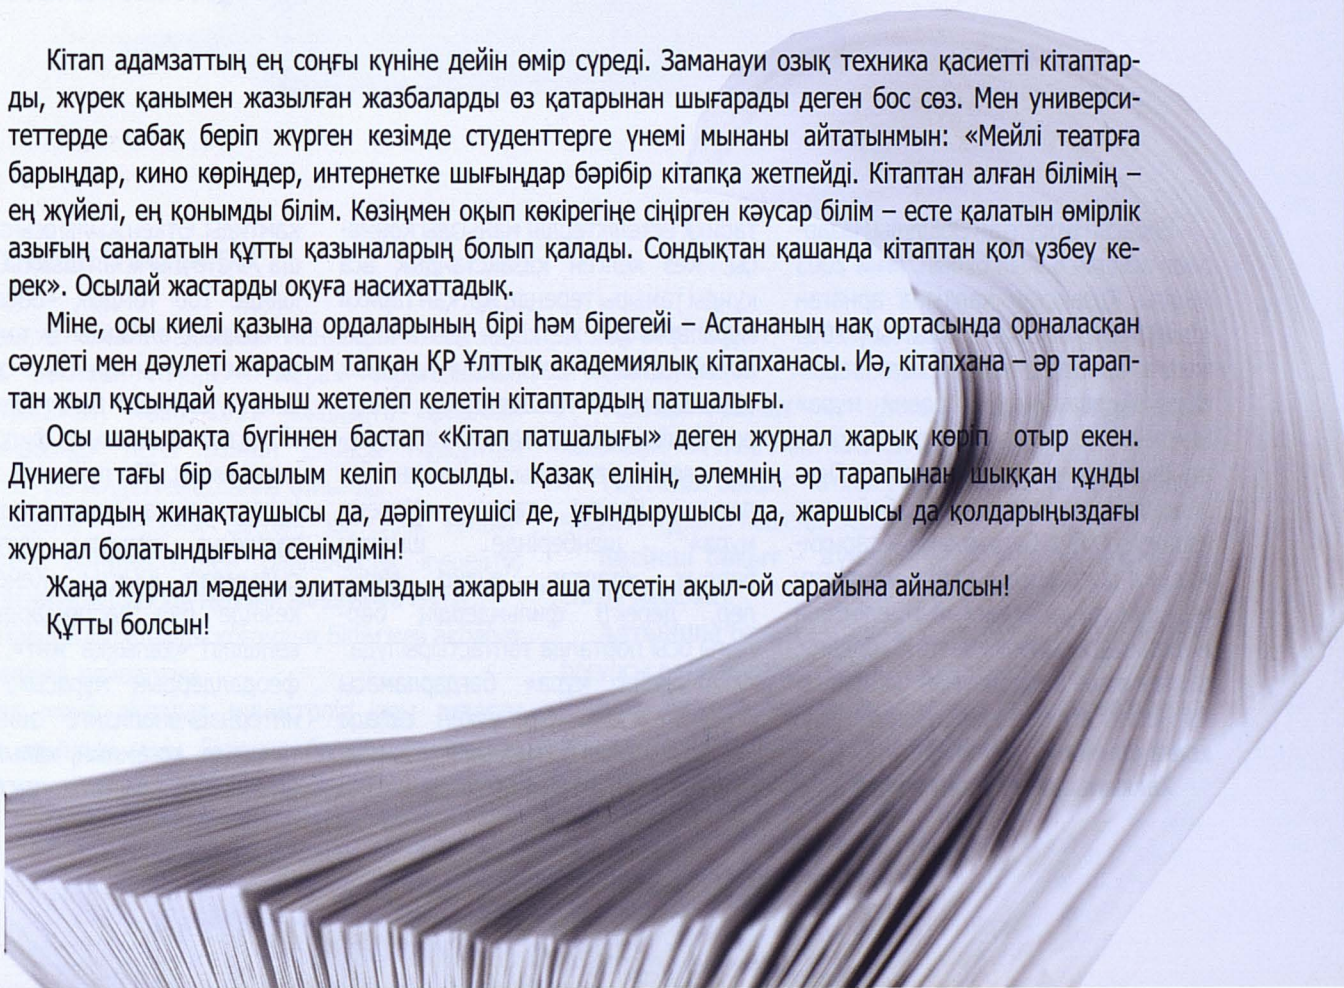 Кітап адамзаттың ең соңғы күніне дейін өмір сүреді. Заманауи озық техника қасиетті кітаптар-
ды, жүрек қанымен жазылған жазбаларды өз қатарынан шығарады деген бос сөз. Мен универси-
теттерде сабақ беріп жүрген кезімде студенттерге үнемі мынаны айтатынмын: «Мейлі театрға
барыңдар, кино көріңдер, интернетке шығыңдар бәрібір кітапқа жетпейді. Кітаптан алған білімің –
ең жүйелі, ең қонымды білім. Көзіңмен оқып көкірегіңе сіңірген кәусар білім – есте қалатын өмірлік
азығың саналатын құтты қазыналарың болып қалады. Сондықтан қашанда кітаптан қол үзбеу ке-
рек». Осылай жастарды оқуға насихаттадық.
Міне, осы киелі қазына ордаларының бірі һәм бірегейі – Астананың нақ ортасында орналасқан
сәулеті мен дәулеті жарасым тапқан ҚР Ұлттық академиялық кітапханасы. Иә, кітапхана – әр тарап-
тан жыл құсындай қуаныш жетелеп келетін кітаптардың патшалығы.
Осы шаңырақта бүгіннен бастап «Кітап патшалығы» деген журнал жарық көріп отыр екен.
Дүниеге тағы бір басылым келіп қосылды. Қазақ елінің, әлемнің әр тарапынан шыққан құнды
кітаптардың жинақтаушысы да, дәріптеушісі де, ұғындырушысы да, жаршысы да қолдарыңыздағы
журнал болатындығына сенімдімін!
Жаңа журнал мәдени элитамыздың ажарын аша түсетін ақыл-ой сарайына айналсын!
Құтты болсын!